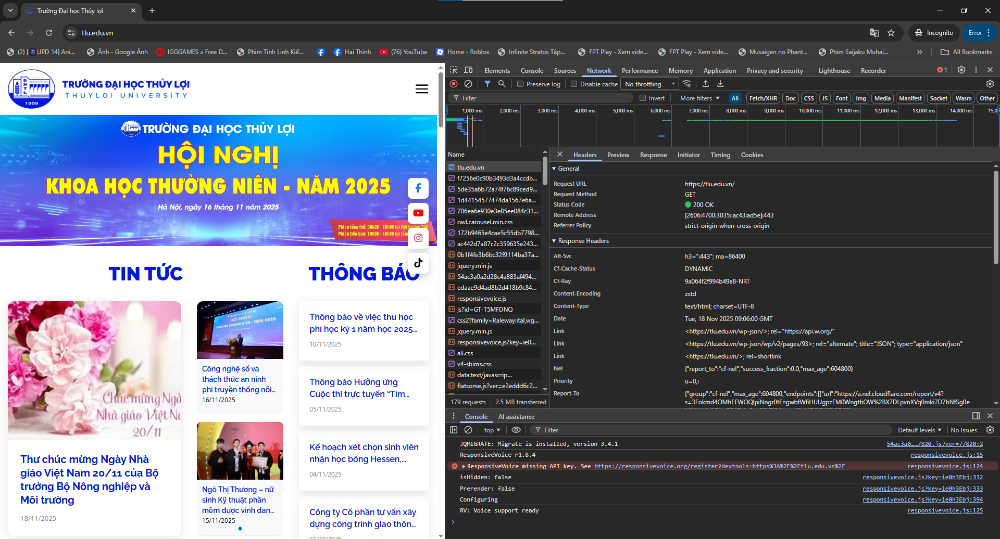 Trường Đại học Thủy lợi
tlu.edu.vn
Incognito
Error
(2) [
UPD 14] Ani...
Ảnh - Google Ảnh
IGGGAMES » Free D...
Phim Tinh Linh Kiế...
Hai Thinh
(76) YouTube
Home - Roblox
Infinite Stratos Tập...
FPT Play - Xem vide...
FPT Play - Xem vide...
Musaigen no Phant...
Phim Saijaku Muhai...
All Bookmarks
1959
TRƯỜNG ĐẠI HỌC THỦY LỢI
THUYLOI UNIVERSITY
TRƯỜNG ĐẠI HỌC THỦY LỢI
HỘI NGHỊ
KHOA HỌC THƯỜNG NIÊN - NĂM 2025
Hà Nội, ngày 16 tháng 11 năm 2025
TIN TỨC
THÔNG BÁO
Chúc mừng Ngà
Nhà giáo Việt Na
20/11
Thư chúc mừng Ngày Nhà
giáo Việt Nam 20/11 của Bộ
trưởng Bộ Nông nghiệp và
Môi trường
18/11/2025
HỘI NGHỊ
KHOA HỌC THƯỜNG NIÊN - NĂM 2025
Công nghệ số và
thách thức an ninh
phi truyền thống nổi...
16/11/2025
Ngô Thị Thương – nữ
sinh Kỹ thuật phần
mềm được vinh dan...
15/11/2025
Thông báo về việc thu học
phí học kỳ 1 năm học 2025...
10/11/2025
Thông báo Hưởng ứng
Cuộc thi trực tuyến “Tìm...
05/11/2025
Kế hoạch xét chọn sinh viên
nhận học bổng Hessen,...
04/11/2025
Công ty Cổ phần tư vấn xây
dựng công trình giao thôn...
31/10/2025
Elements
Console
Sources
Network
Performance
Memory
Application
Privacy and security
Lighthouse
Recorder
1
Preserve log
Disable cache
No throttling
Filter
Invert
More filters
All
Fetch/XHR
Doc
CSS
JS
Font
Img
Media
Manifest
Socket
Wasm
Other
1,000 ms
2,000 ms
3,000 ms
4,000 ms
5,000 ms
6,000 ms
7,000 ms
8,000 ms
9,000 ms
10,000 ms
11,000 ms
12,000 ms
13,000 ms
14,000 ms
15,0
Name
tlu.edu.vn
f7256e0c90b3493d3a4ccdb...
5de35a6b72a74f76c89ced9...
1d44154577474da1567e6a...
706ea6e930e3e85ee084c31...
owl.carousel.min.css
172b9465e4cae5c55db7798...
ac442d7a87c2c359635e243...
0b1f4fe3b6bc32f9114ba37a...
jquery.min.js
54ac3a0a2d28c4a883af494...
edaae9d4ad8b2d418b9c84...
responsivevoice.js
js?id=GT-T5MFDNQ
css2?family=Raleway:ital,wg...
jquery.min.js
responsivevoice.js?key=ie0...
all.css
v4-shims.css
data:text/javascrip...
flatsome.js?ver=e2eddd6c2...
179 requests
2.5 MB transferred
Headers
Preview
Response
Initiator
Timing
Cookies
General
Request URL
https://tlu.edu.vn/
Request Method
GET
Status Code
200 OK
Remote Address
[2606:4700:3035::ac43:ad5e]:443
Referrer Policy
strict-origin-when-cross-origin
Response Headers
Alt-Svc
h3=":443"; ma=86400
Cf-Cache-Status
DYNAMIC
Cf-Ray
9a064f2f994b49a8-NRT
Content-Encoding
zstd
Content-Type
text/html; charset=UTF-8
Date
Tue, 18 Nov 2025 09:06:00 GMT
Link
<https://tlu.edu.vn/wp-json/>; rel="https://api.w.org/"
Link
<https://tlu.edu.vn/wp-json/wp/v2/pages/93>; rel="alternate"; title="JSON"; type="application/json"
Link
<https://tlu.edu.vn/>; rel=shortlink
Nel
{"report_to":"cf-nel","success_fraction":0.0,"max_age":604800}
Priority
u=0,i
Report-To
{"group":"cf-nel","max_age":604800,"endpoints":[{"url":"https://a.nel.cloudflare.com/report/v4?
Console
AI assistance
top
Filter
Default levels
No Issues
JQMIGRATE: Migrate is installed, version 3.4.1
54ac3a0……7820.js?ver=77820:2
ResponsiveVoice r1.8.4
responsivevoice.js:15
ResponsiveVoice missing API key. See https://responsivevoice.org/register?devtools=https%3A%2F%2Ftlu.edu.vn%2F
responsivevoice.js:124
isHidden: false
responsivevoice.js?key=ie0h3Ebj:332
Prerender: false
responsivevoice.js?key=ie0h3Ebj:333
Configuring
responsivevoice.js?key=ie0h3Ebj:394
RV: Voice support ready
responsivevoice.js:125